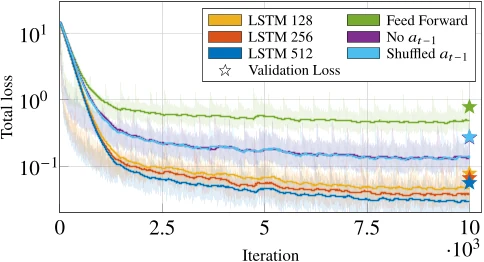 LSTM 128
LSTM 256
LSTM 512
Validation Loss
Feed Forward
No a_{t−1}
Shuffled a_{t−1}
Total loss
10^1
10^0
10^{−1}
0 2.5 5 7.5 10
·10^3
Iteration